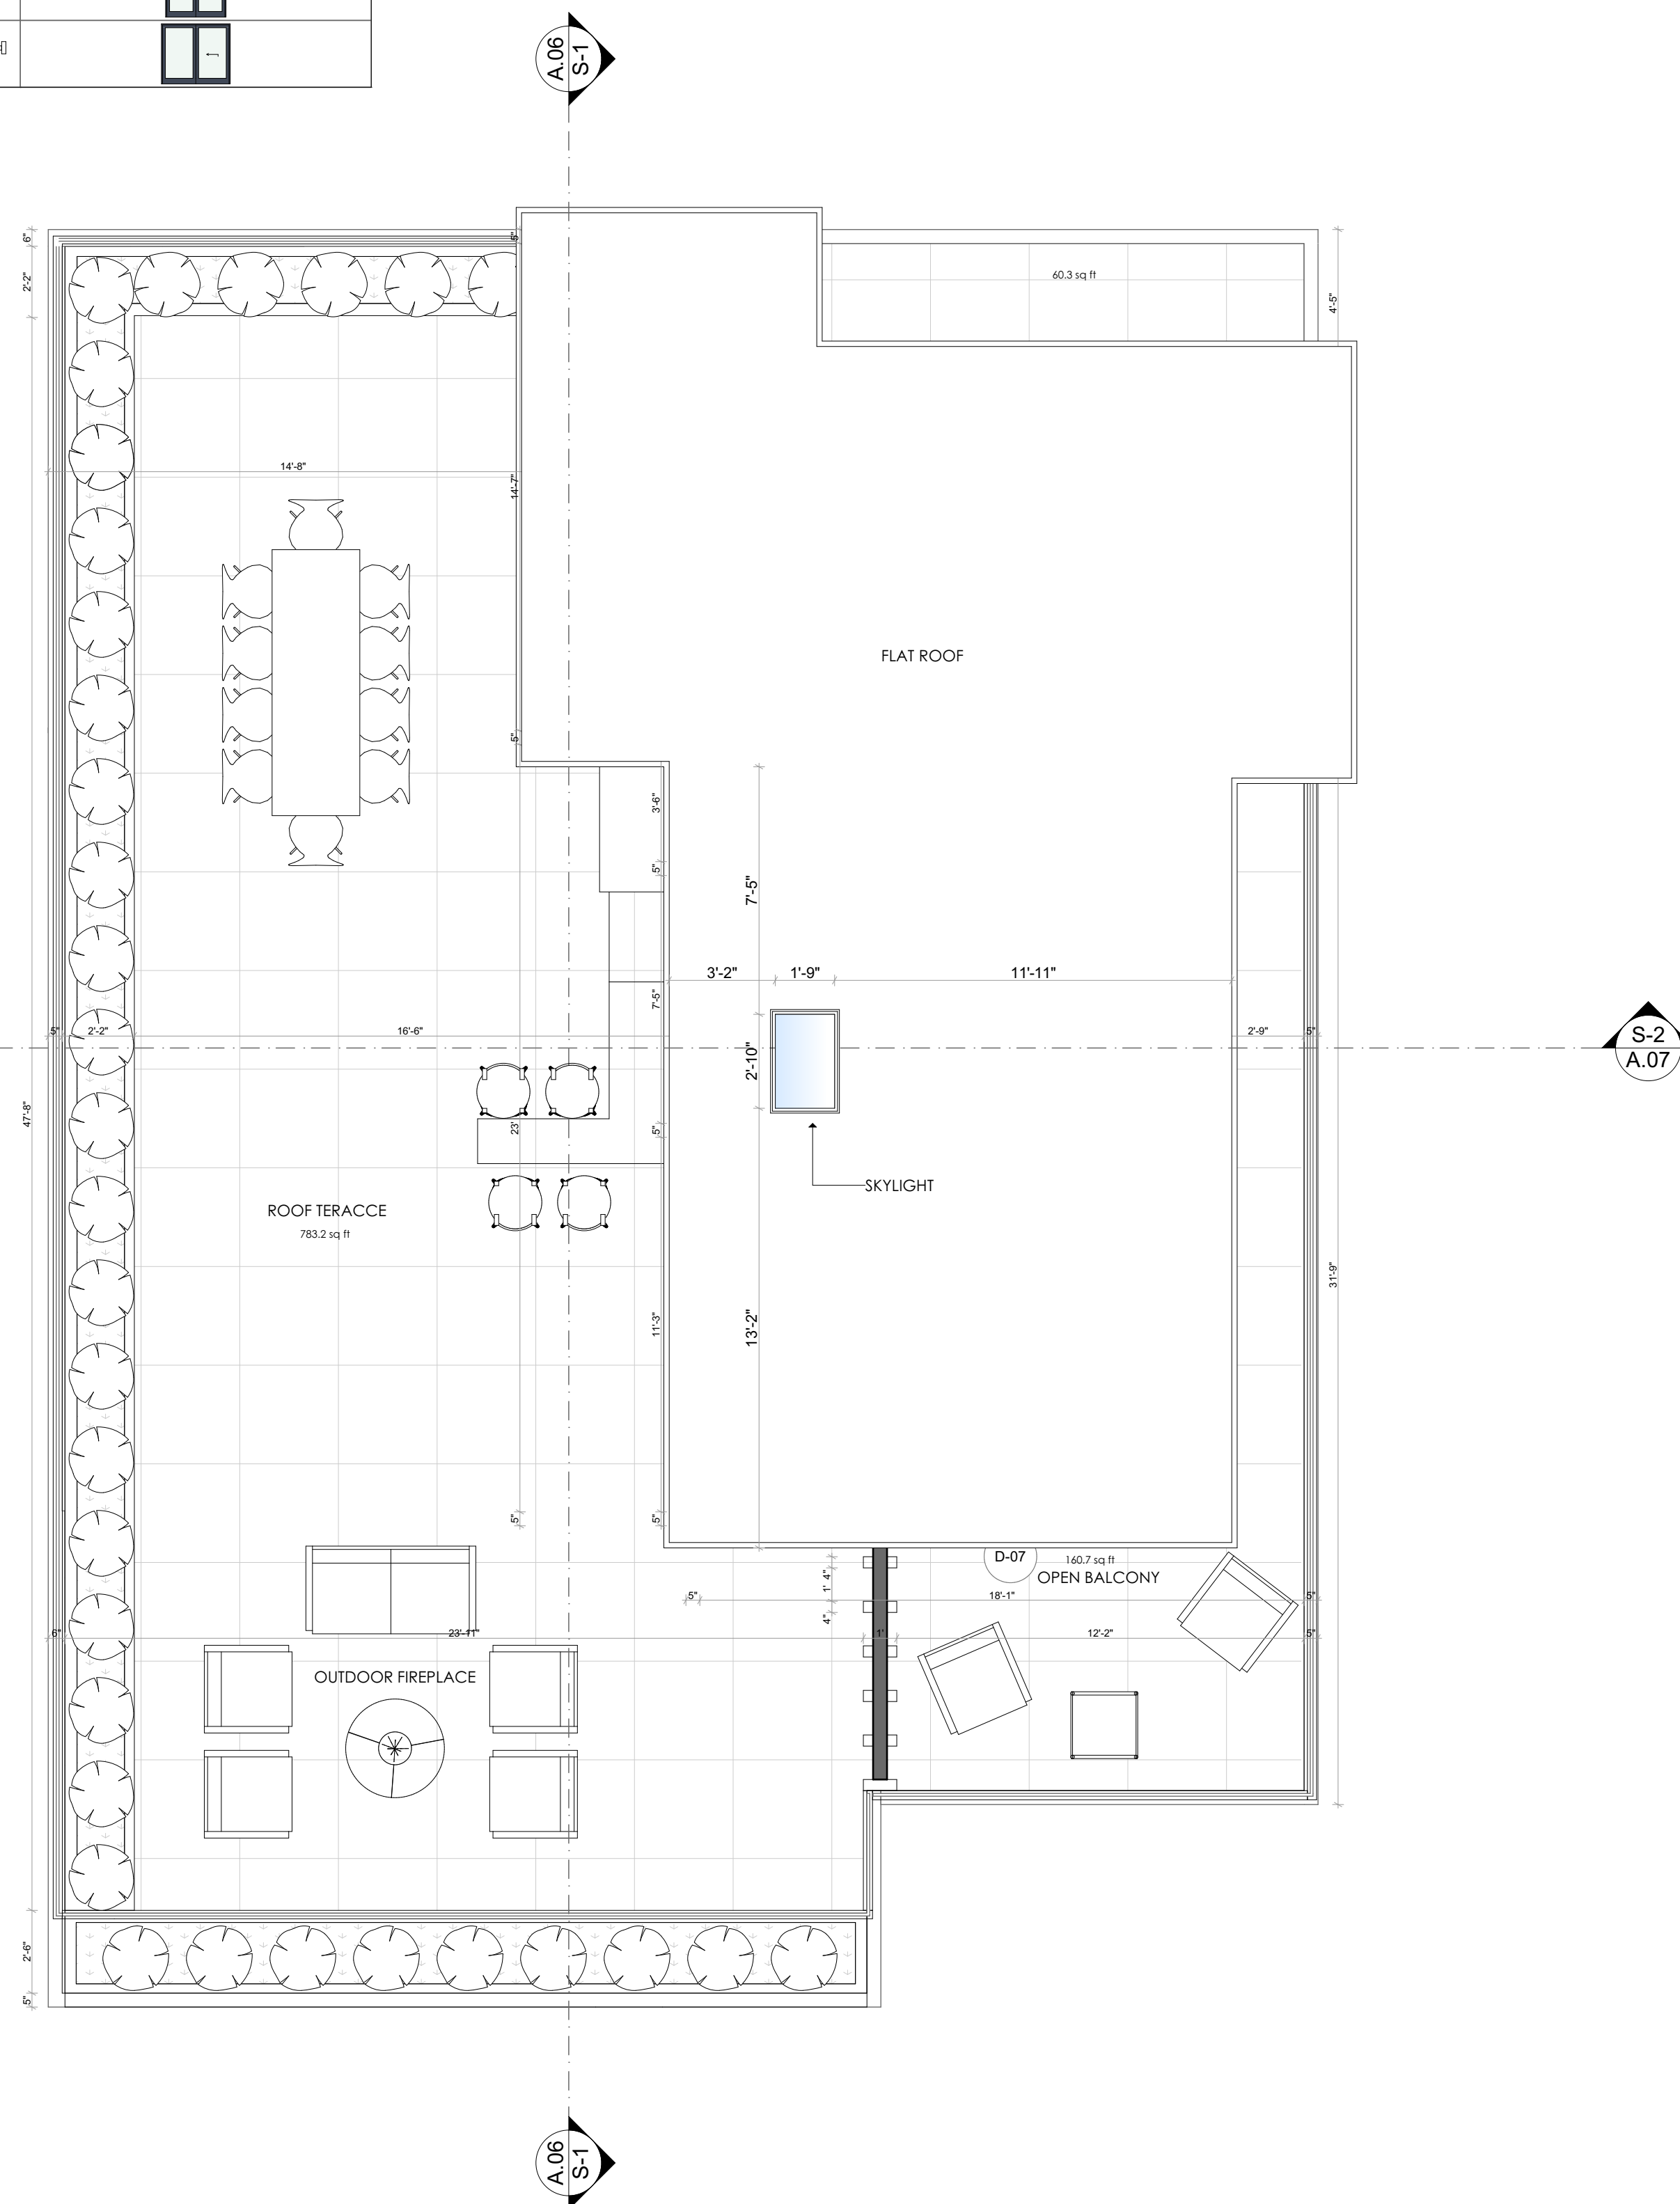 A.06
S-1
6"
5"
2'-2"
60.3 sq ft
4'-5"
14'-8"
14'-7"
FLAT ROOF
5"
3'-6"
5"
7'-5"
3'-2"
1'-9"
11'-11"
7'-5"
5"
2'-2"
16'-6"
2'-9"
5"
S-2
A.07
2'-10"
47'-8"
23'
5"
SKYLIGHT
ROOF TERACCE
783.2 sq ft
31'-9"
11'-3"
13'-2"
5"
5"
D-07
160.7 sq ft
OPEN BALCONY
4"
1'
5"
18'-1"
5"
4"
6"
23'-11"
1'
12'-2"
5"
OUTDOOR FIREPLACE
2'-6"
5"
A.06
S-1